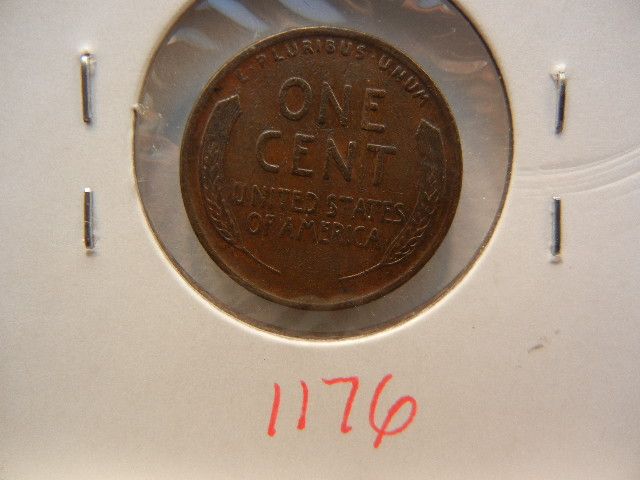 E·PLURIBUS·UNUM
ONE
CENT
UNITED STATES
OF AMERICA
1176